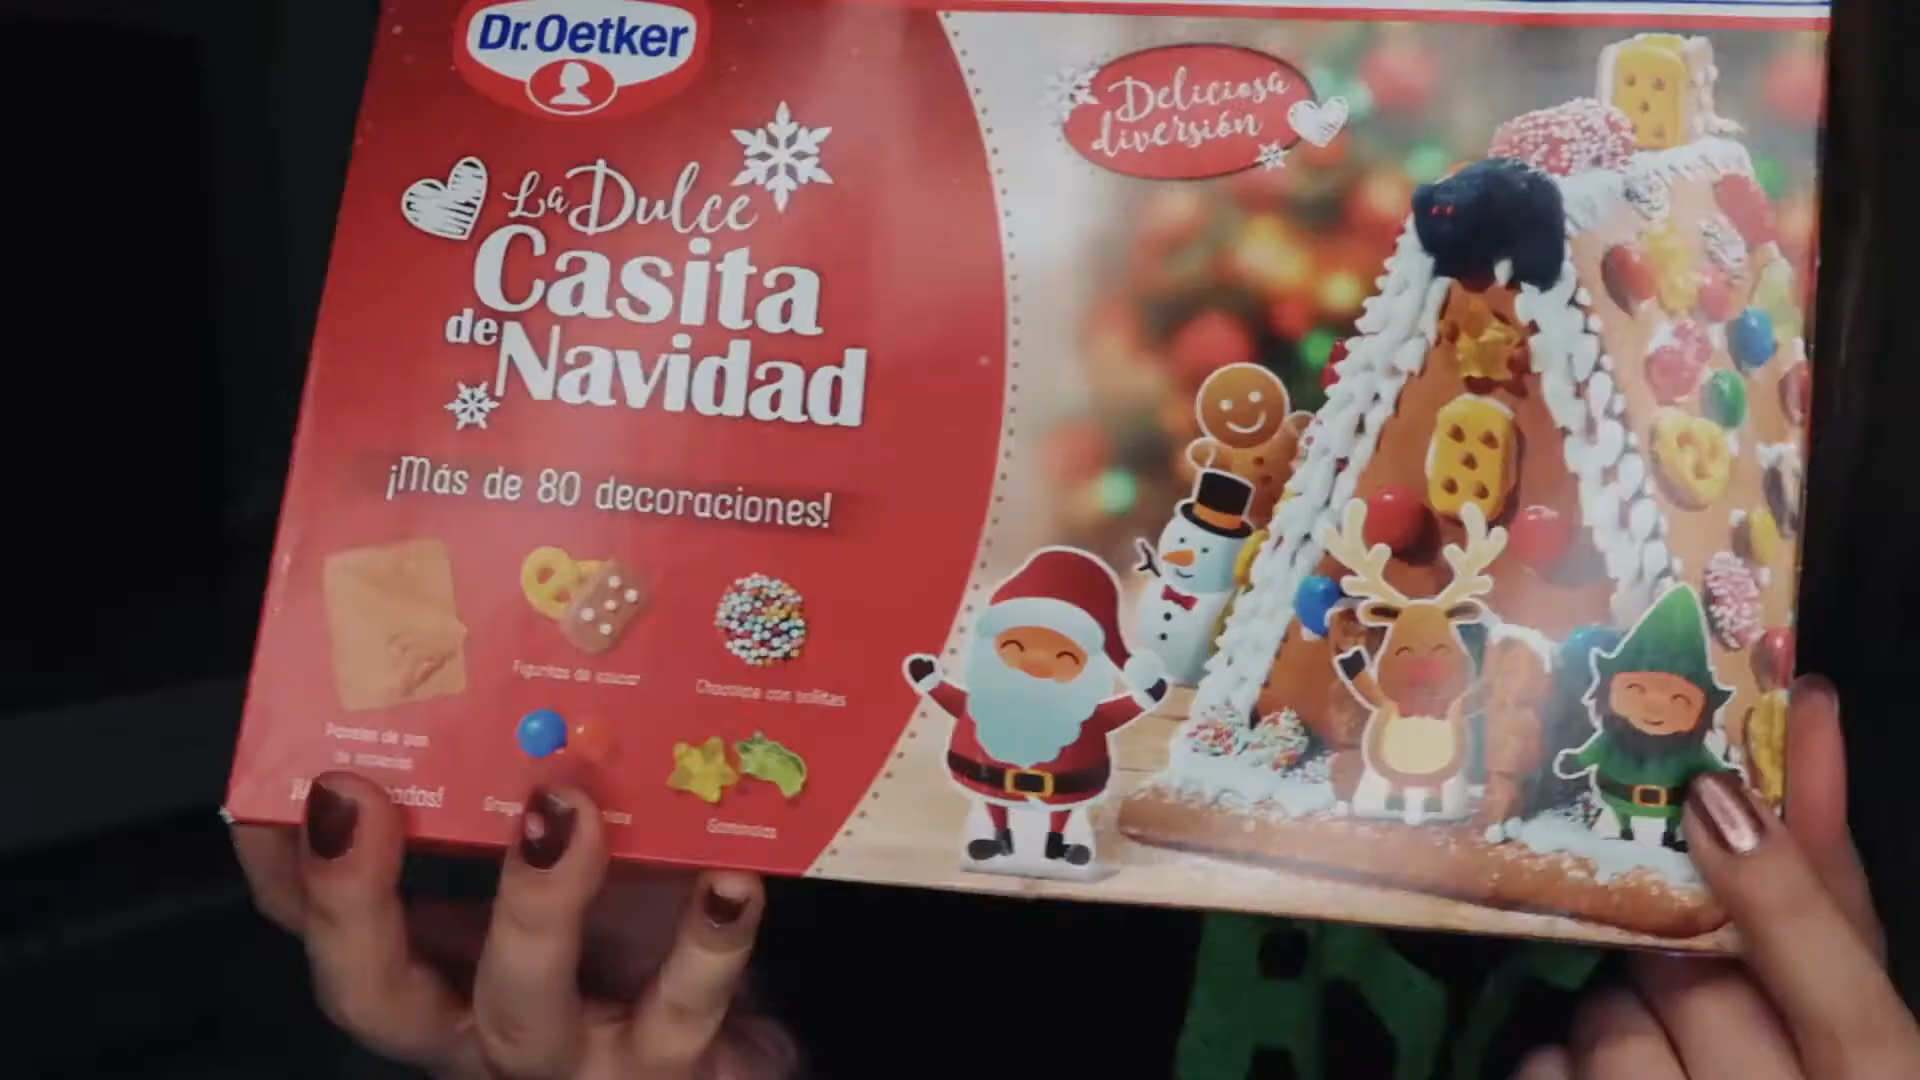 Dr.Oetker
La Dulce
Casita
de Navidad
¡Más de 80 decoraciones!
Deliciosa
diversión
Figuritas de azúcar
Chocolate con bolitas
Paneles de pan
de especias
Gominolas